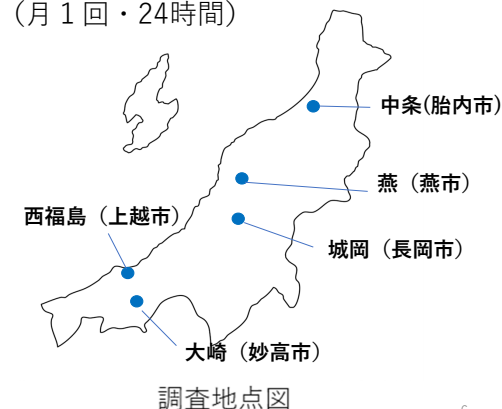 （月１回・24時間）
中条(胎内市)
燕（燕市）
西福島（上越市）
城岡（長岡市）
大崎（妙高市）
調査地点図